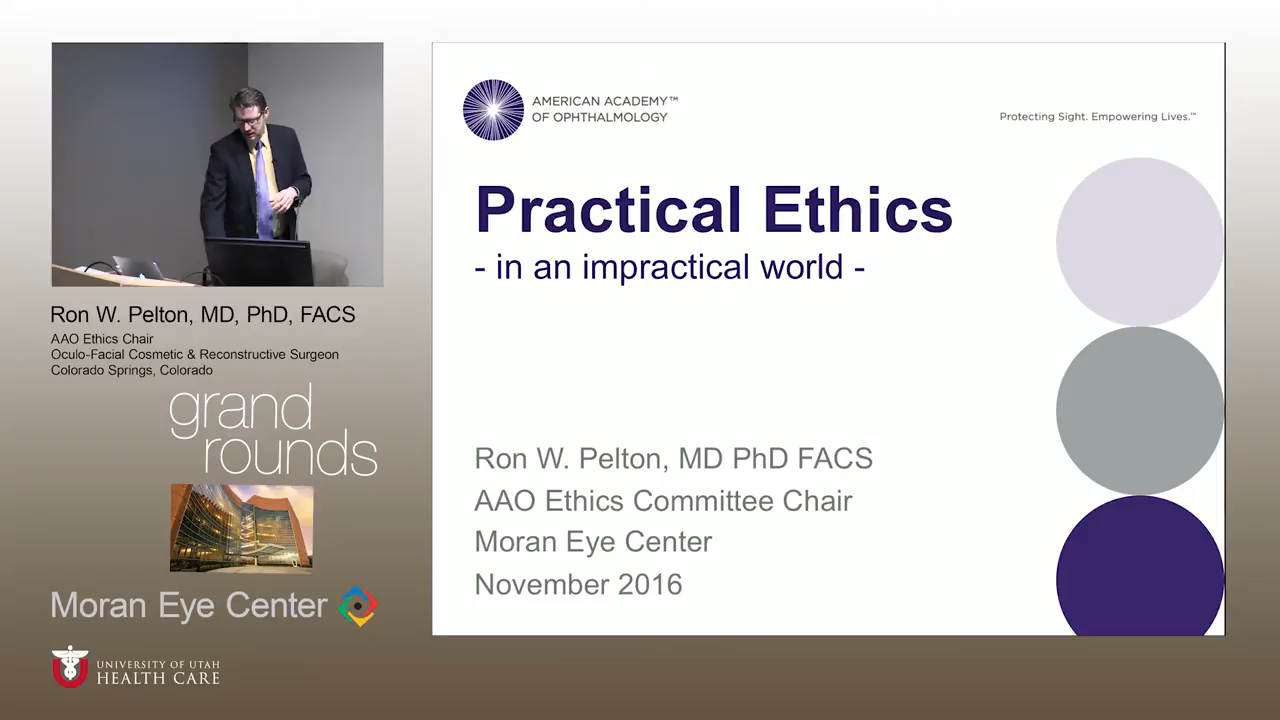 Ron W. Pelton, MD, PhD, FACS
AAO Ethics Chair
Oculo-Facial Cosmetic & Reconstructive Surgeon
Colorado Springs, Colorado
grand
rounds
Moran Eye Center
UNIVERSITY OF UTAH
HEALTH CARE
AMERICAN ACADEMY™
OF OPHTHALMOLOGY
Protecting Sight. Empowering Lives.™
Practical Ethics
- in an impractical world -
Ron W. Pelton, MD PhD FACS
AAO Ethics Committee Chair
Moran Eye Center
November 2016